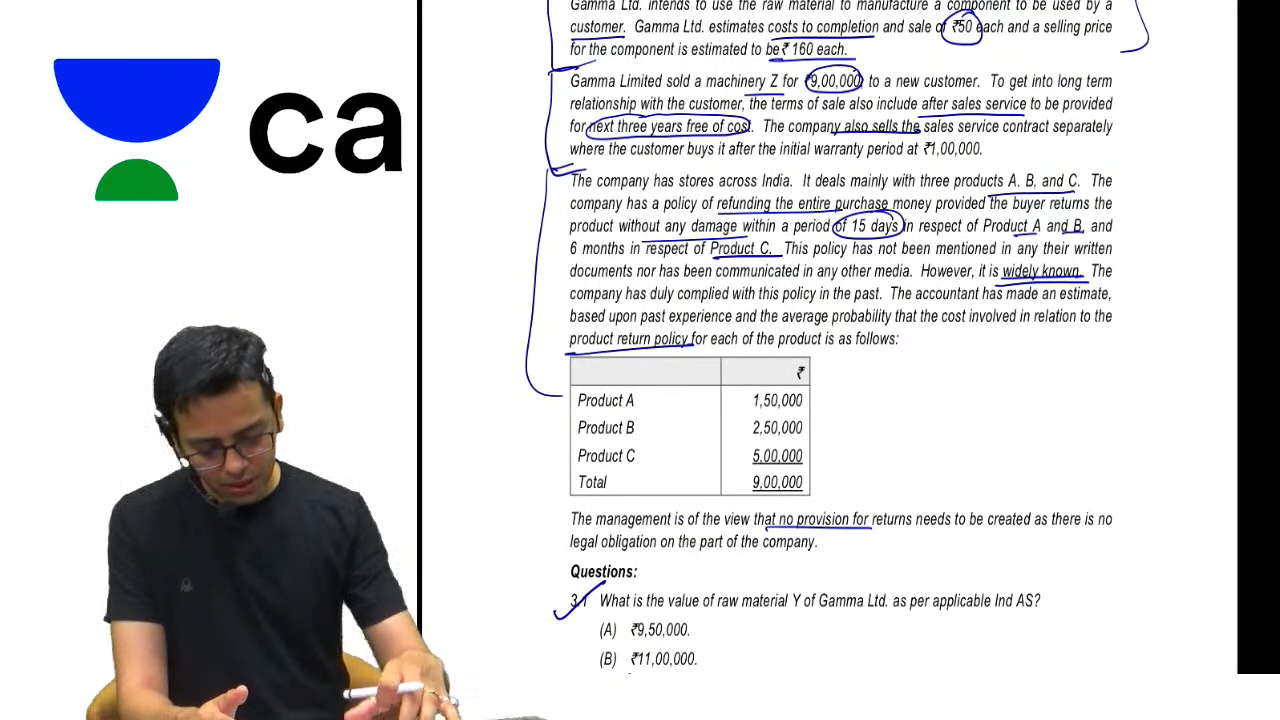 ca
Gamma Ltd. intends to use the raw material to manufacture a component to be used by a
customer. Gamma Ltd. estimates costs to completion and sale of ₹50 each and a selling price
for the component is estimated to be ₹ 160 each.
Gamma Limited sold a machinery Z for ₹9,00,000 to a new customer. To get into long term
relationship with the customer, the terms of sale also include after sales service to be provided
for next three years free of cost. The company also sells the sales service contract separately
where the customer buys it after the initial warranty period at ₹1,00,000.
The company has stores across India. It deals mainly with three products A. B, and C. The
company has a policy of refunding the entire purchase money provided the buyer returns the
product without any damage within a period of 15 days in respect of Product A and B, and
6 months in respect of Product C. This policy has not been mentioned in any their written
documents nor has been communicated in any other media. However, it is widely known. The
company has duly complied with this policy in the past. The accountant has made an estimate,
based upon past experience and the average probability that the cost involved in relation to the
product return policy for each of the product is as follows:
₹
Product A 1,50,000
Product B 2,50,000
Product C 5,00,000
Total 9,00,000
The management is of the view that no provision for returns needs to be created as there is no
legal obligation on the part of the company.
Questions:
3.1 What is the value of raw material Y of Gamma Ltd. as per applicable Ind AS?
(A) ₹9,50,000.
(B) ₹11,00,000.